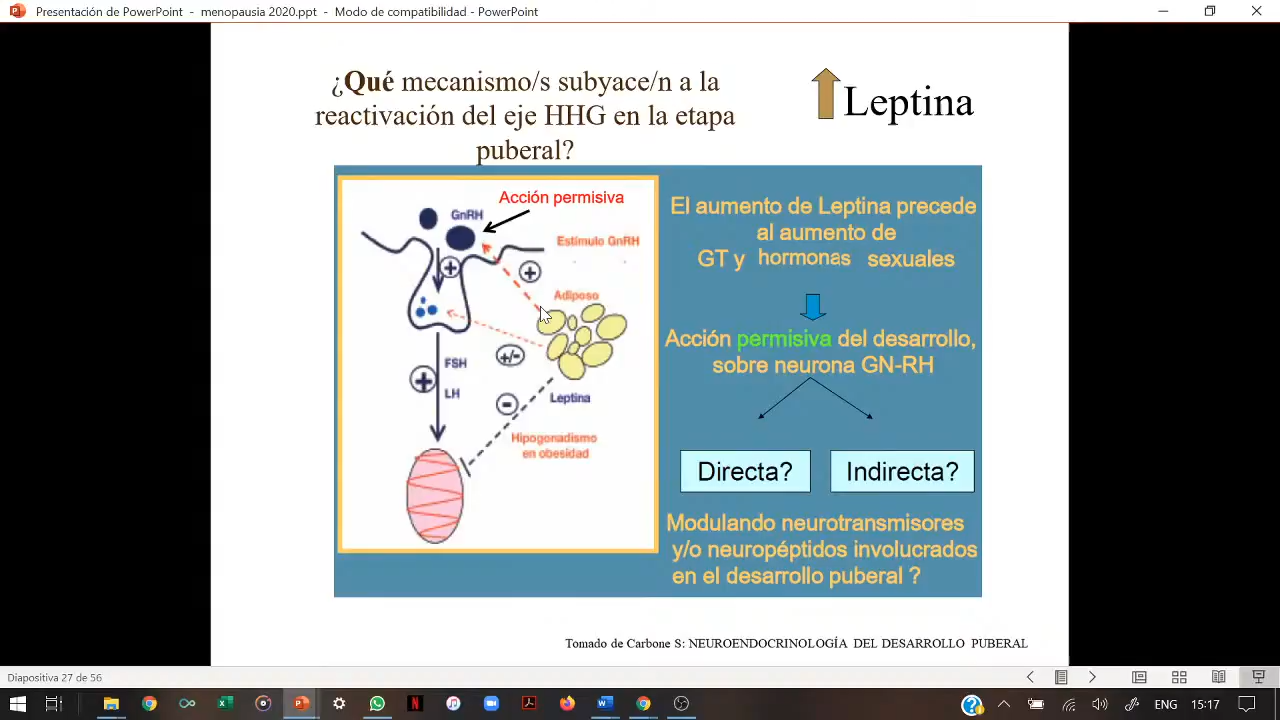 Presentación de PowerPoint - menopausia 2020.ppt - Modo de compatibilidad - PowerPoint
¿Qué mecanismo/s subyace/n a la
reactivación del eje HHG en la etapa
puberal?
Leptina
Acción permisiva
GnRH
Estímulo GnRH
+
+
Adiposo
+/-
FSH
+
LH
-
Leptina
Hipogonadismo
en obesidad
El aumento de Leptina precede
al aumento de
GT y hormonas sexuales
Acción permisiva del desarrollo,
sobre neurona GN-RH
Directa?
Indirecta?
Modulando neurotransmisores
y/o neuropéptidos involucrados
en el desarrollo puberal ?
Tomado de Carbone S: NEUROENDOCRINOLOGÍA DEL DESARROLLO PUBERAL
Diapositiva 27 de 56
ENG
15:17